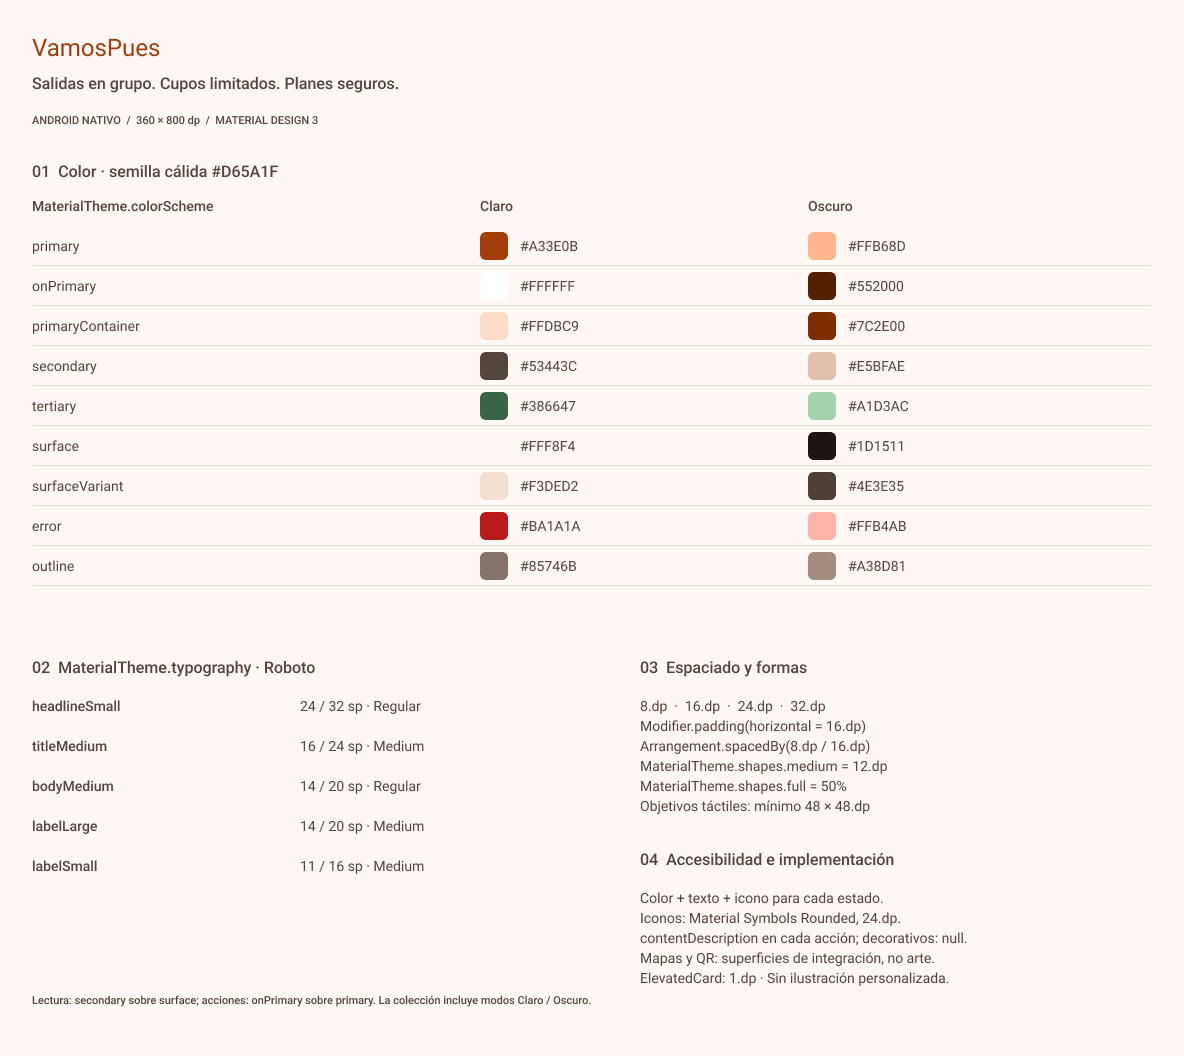 VamosPues
Salidas en grupo. Cupos limitados. Planes seguros.
ANDROID NATIVO / 360 × 800 dp / MATERIAL DESIGN 3
01 Color · semilla cálida #D65A1F
MaterialTheme.colorScheme Claro Oscuro
primary #A33E0B #FFB68D
onPrimary #FFFFFF #552000
primaryContainer #FFDBC9 #7C2E00
secondary #53443C #E5BFAE
tertiary #386647 #A1D3AC
surface #FFF8F4 #1D1511
surfaceVariant #F3DED2 #4E3E35
error #BA1A1A #FFB4AB
outline #85746B #A38D81
02 MaterialTheme.typography · Roboto
headlineSmall 24 / 32 sp · Regular
titleMedium 16 / 24 sp · Medium
bodyMedium 14 / 20 sp · Regular
labelLarge 14 / 20 sp · Medium
labelSmall 11 / 16 sp · Medium
03 Espaciado y formas
8.dp · 16.dp · 24.dp · 32.dp
Modifier.padding(horizontal = 16.dp)
Arrangement.spacedBy(8.dp / 16.dp)
MaterialTheme.shapes.medium = 12.dp
MaterialTheme.shapes.full = 50%
Objetivos táctiles: mínimo 48 × 48.dp
04 Accesibilidad e implementación
Color + texto + icono para cada estado.
Iconos: Material Symbols Rounded, 24.dp.
contentDescription en cada acción; decorativos: null.
Mapas y QR: superficies de integración, no arte.
ElevatedCard: 1.dp · Sin ilustración personalizada.
Lectura: secondary sobre surface; acciones: onPrimary sobre primary. La colección incluye modos Claro / Oscuro.